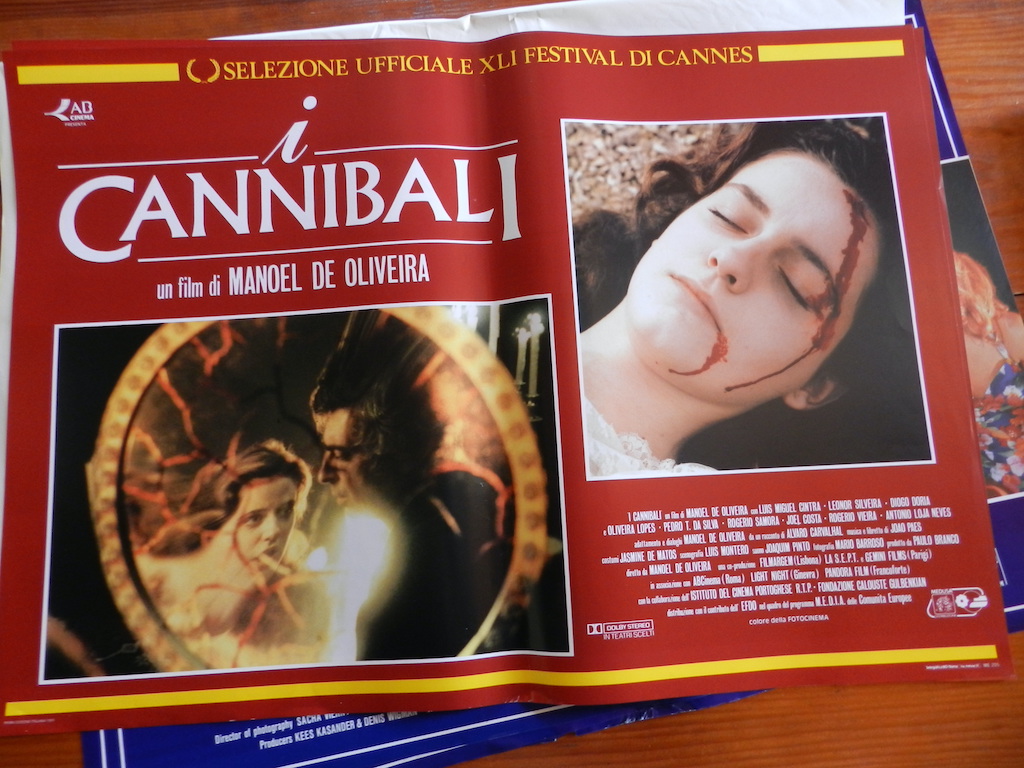 SELEZIONE UFFICIALE XLI FESTIVAL DI CANNES
AB
CINEMA
PRESENTA
i
CANNIBALI
un film di MANOEL DE OLIVEIRA
I CANNIBALI un film di MANOEL DE OLIVEIRA con LUIS MIGUEL CINTRA · LEONOR SILVEIRA · DIOGO DORIA
e OLIVEIRA LOPES · PEDRO T. DA SILVA · ROGERIO SAMORA · JOEL COSTA · ROGERIO VIEIRA · ANTONIO LOJA NEVES
adattamento e dialoghi MANOEL DE OLIVEIRA da un racconto di ALVARO CARVALHAL musica e libretto di JOAO PAES
costumi JASMINE DE MATOS scenografia LUIS MONTERO suono JOAQUIM PINTO fotografia MARIO BARROSO prodotto da PAULO BRANCO
diretto da MANOEL DE OLIVEIRA una co-produzione FILMARGEM (Lisbona) LA S.E.P.T. e GEMINI FILMS (Parigi)
in associazione con ABCinema (Roma) LIGHT NIGHT (Ginevra) PANDORA FILM (Francoforte)
con la collaborazione dell' ISTITUTO DEL CINEMA PORTOGHESE R.T.P. - FONDAZIONE CALOUSTE GULBENKIAN
distribuzione con il contributo dell' EFDO nel quadro del programma M.E.D.I.A. della Comunita Europee
colore della FOTOCINEMA
DOLBY STEREO
IN TEATRI SCELTI
MEDUSA
Director of photography SACHA
Producers KEES KASANDER & DENIS